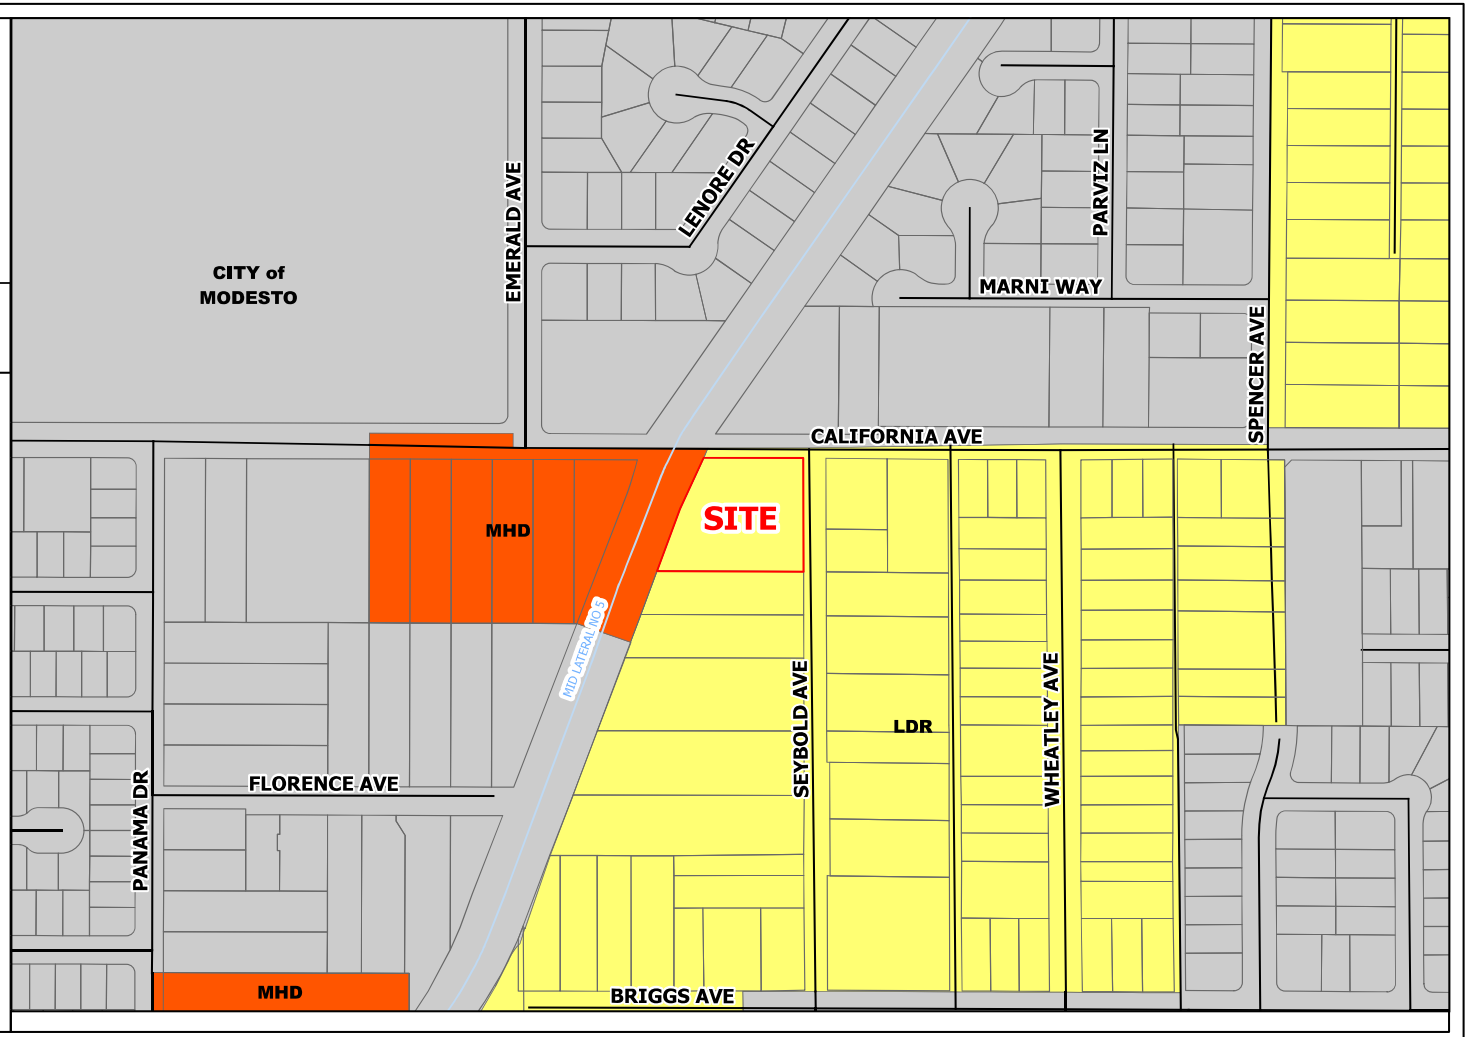 EMERALD AVE
LENORE DR
PARVIZ LN
CITY of
MODESTO
MARNI WAY
SPENCER AVE
CALIFORNIA AVE
SITE
MHD
MID LATERAL NO 5
SEYBOLD AVE
WHEATLEY AVE
LDR
FLORENCE AVE
PANAMA DR
MHD
BRIGGS AVE